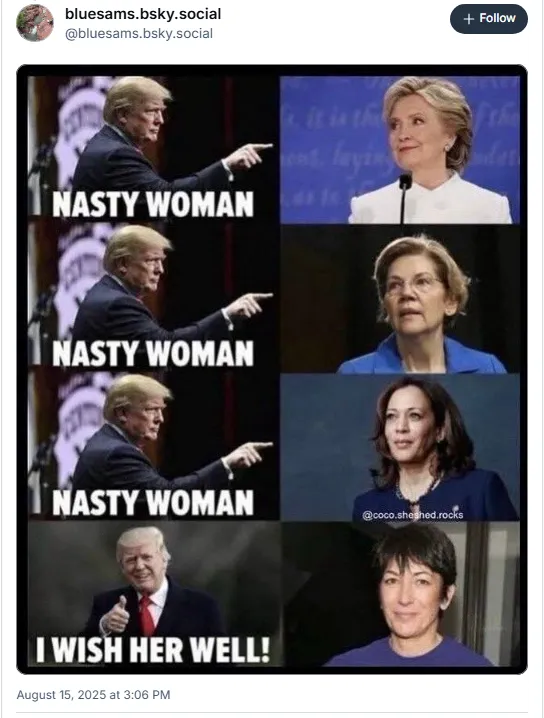 bluesams.bsky.social
@bluesams.bsky.social
+ Follow
NASTY WOMAN
NASTY WOMAN
NASTY WOMAN
@coco.sheshed.rocks
I WISH HER WELL!
August 15, 2025 at 3:06 PM